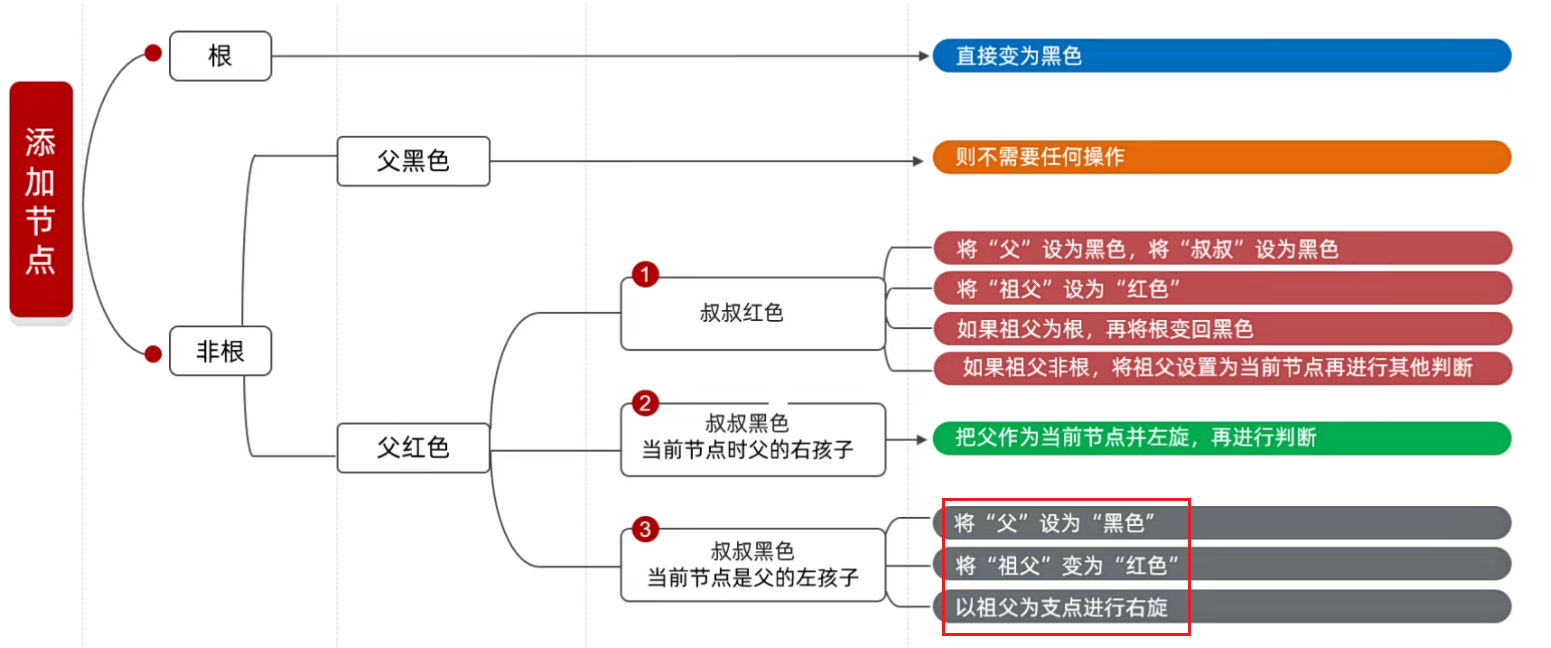 添加节点
根
直接变为黑色
父黑色
则不需要任何操作
非根
父红色
1
叔叔红色
将“父”设为黑色，将“叔叔”设为黑色
将“祖父”设为“红色”
如果祖父为根，再将根变回黑色
如果祖父非根，将祖父设置为当前节点再进行其他判断
2
叔叔黑色
当前节点时父的右孩子
把父作为当前节点并左旋，再进行判断
3
叔叔黑色
当前节点是父的左孩子
将“父”设为“黑色”
将“祖父”变为“红色”
以祖父为支点进行右旋